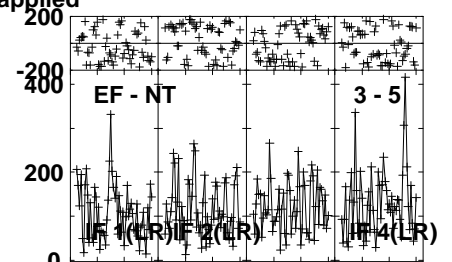 applied
200
-200
400
EF - NT 3 - 5
200
IF 1(LR) IF 2(LR) IF 4(LR)
0